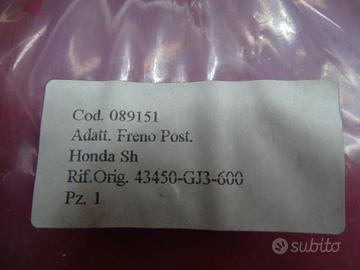 Cod. 089151
Adatt. Freno Post.
Honda Sh
Rif.Orig. 43450-GJ3-600
Pz. 1
subito